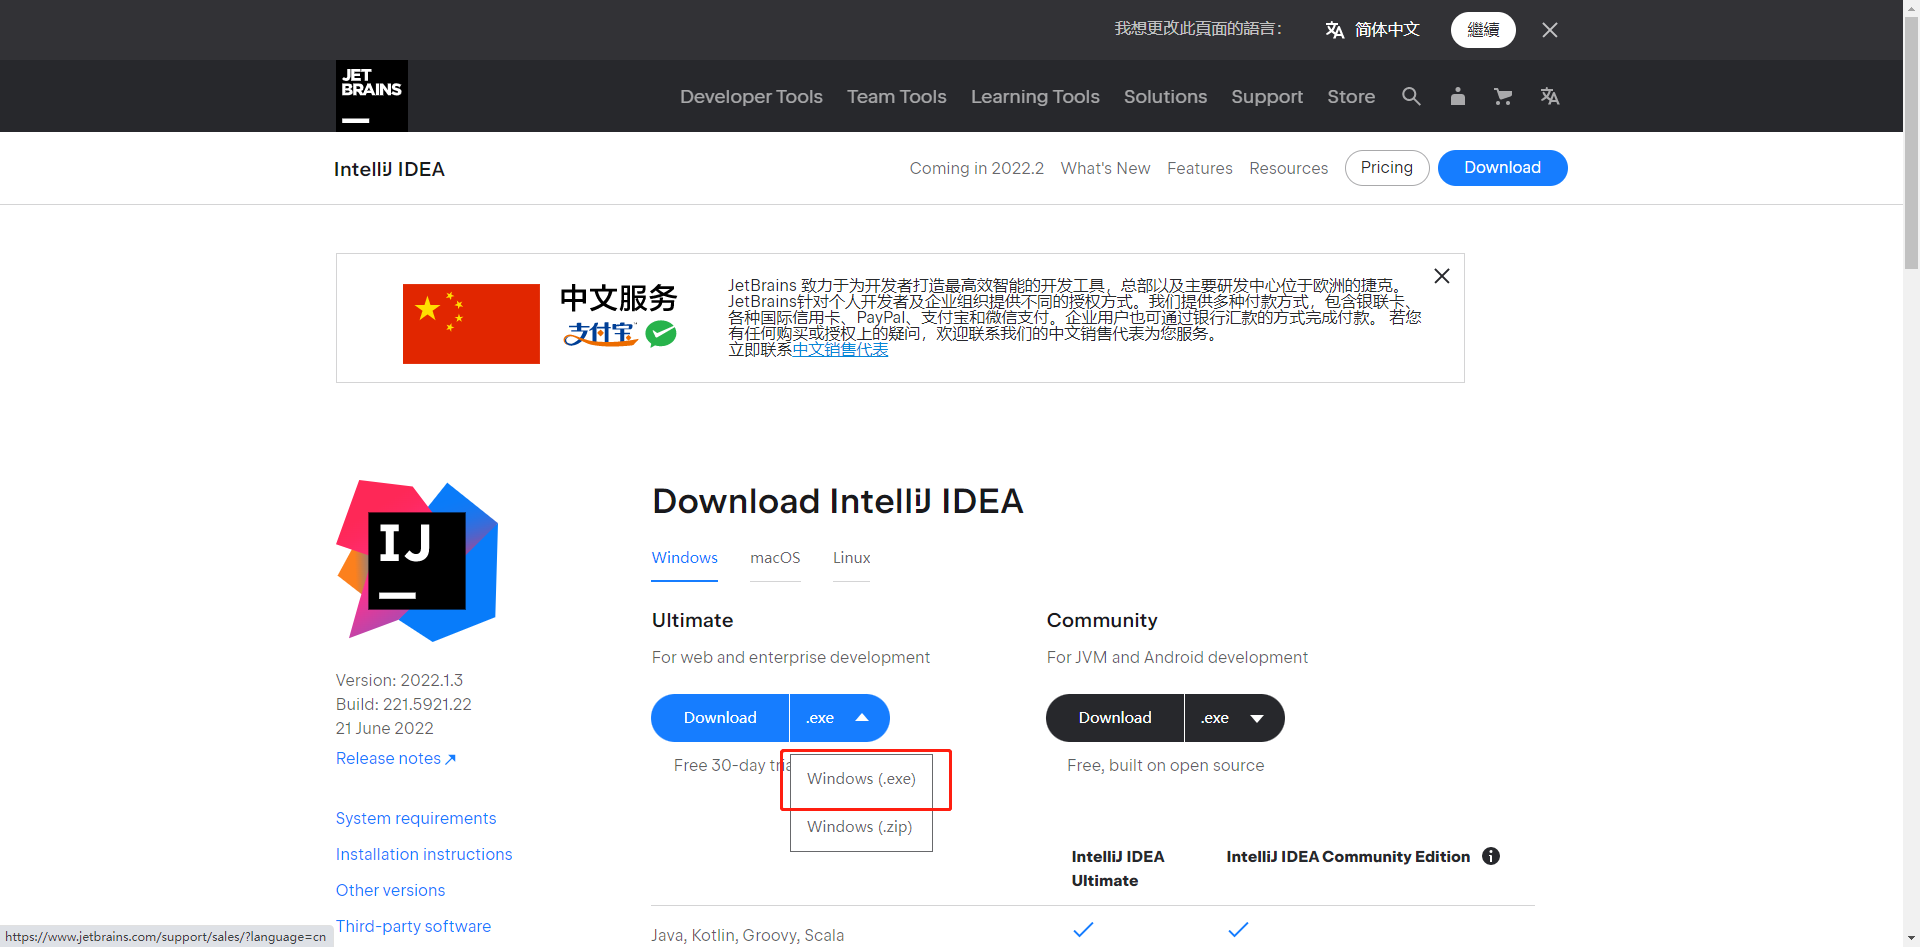 我想更改此頁面的語言：
简体中文
繼續
JET
BRAINS
Developer Tools
Team Tools
Learning Tools
Solutions
Support
Store
IntelliJ IDEA
Coming in 2022.2
What's New
Features
Resources
Pricing
Download
中文服务
支付宝
JetBrains 致力于为开发者打造最高效智能的开发工具，总部以及主要研发中心位于欧洲的捷克。
JetBrains针对个人开发者及企业组织提供不同的授权方式。我们提供多种付款方式，包含银联卡、
各种国际信用卡、PayPal、支付宝和微信支付。企业用户也可通过银行汇款的方式完成付款。 若您
有任何购买或授权上的疑问，欢迎联系我们的中文销售代表为您服务。
立即联系中文销售代表
IJ
Download IntelliJ IDEA
Windows
macOS
Linux
Ultimate
Community
For web and enterprise development
For JVM and Android development
Version: 2022.1.3
Build: 221.5921.22
21 June 2022
Release notes
Download
.exe
Download
.exe
Free 30-day tria
Windows (.exe)
Windows (.zip)
Free, built on open source
System requirements
Installation instructions
Other versions
Third-party software
IntelliJ IDEA
Ultimate
IntelliJ IDEA Community Edition
Java, Kotlin, Groovy, Scala
https://www.jetbrains.com/support/sales/?language=cn